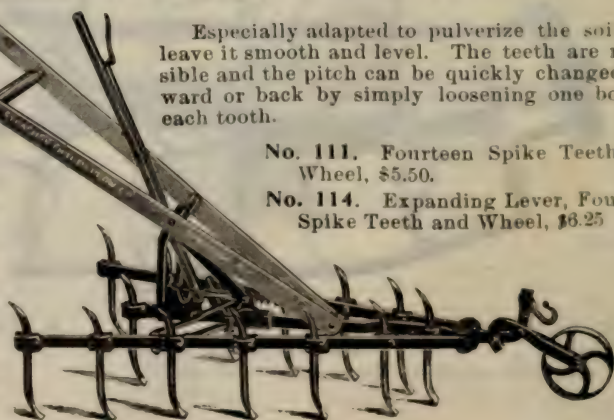 Especially adapted to pulverize the soi
leave it smooth and level. The teeth are r
sible and the pitch can be quickly changed
ward or back by simply loosening one bo
each tooth.
No. 111. Fourteen Spike Teeth
Wheel, $5.50.
No. 114. Expanding Lever, Fou
Spike Teeth and Wheel, $6.25